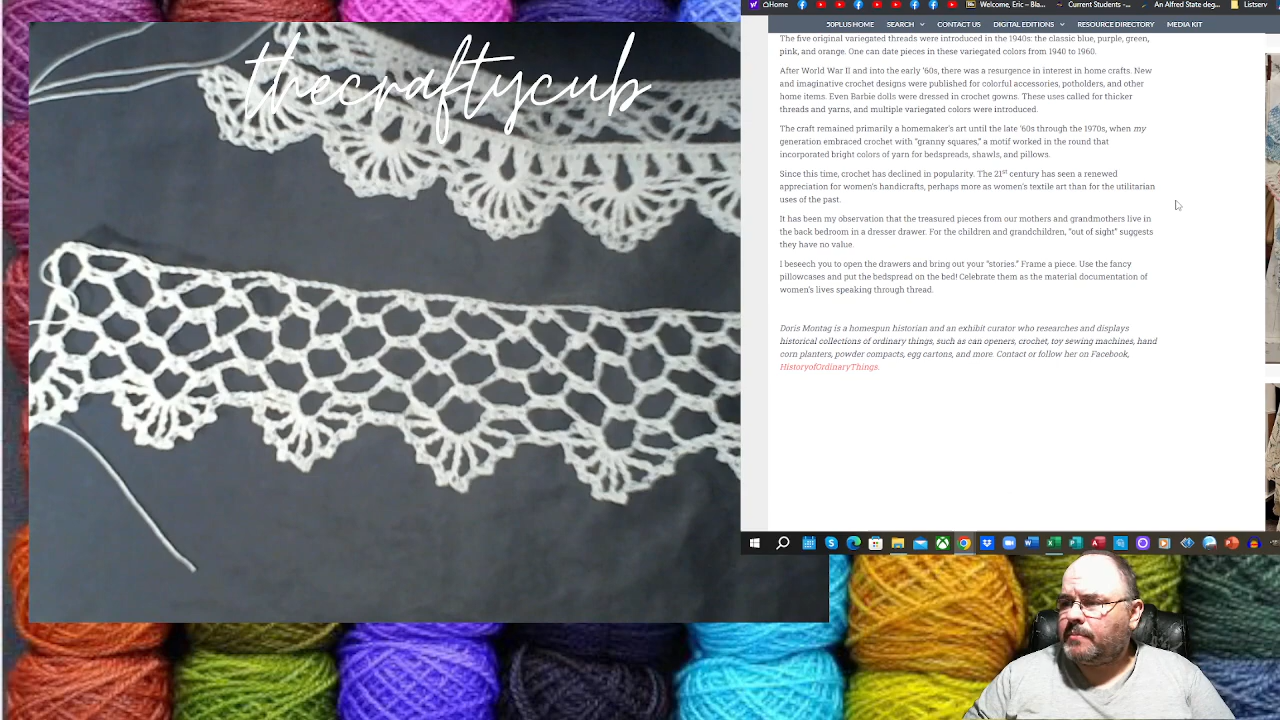 thecraftycub
Home
Welcome, Eric- Blu...
Current Students - ...
An Alfred State deg...
Listen
50PLUS HOME SEARCH CONTACT US DIGITAL EDITIONS RESOURCE DIRECTORY MEDIA KIT
The five original variegated threads were introduced in the 1940s: the classic blue, purple, green,
pink, and orange. One can date pieces in these variegated colors from 1940 to 1960.
After World War II and into the early ’60s, there was a resurgence in interest in home crafts. New
and imaginative crochet designs were published for colorful accessories, potholders, and other
home items. Even Barbie dolls were dressed in crochet gowns. These uses called for thicker
threads and yarns, and multiple variegated colors were introduced.
The craft remained primarily a homemaker’s art until the late ’60s through the 1970s, when my
generation embraced crochet with “granny squares,” a motif worked in the round that
incorporated bright colors of yarn for bedspreads, shawls, and pillows.
Since this time, crochet has declined in popularity. The 21st century has seen a renewed
appreciation for women’s handicrafts, perhaps more as women’s textile art than for the utilitarian
uses of the past.
It has been my observation that the treasured pieces from our mothers and grandmothers live in
the back bedroom in a dresser drawer. For the children and grandchildren, “out of sight” suggests
they have no value.
I beseech you to open the drawers and bring out your “stories.” Frame a piece. Use the fancy
pillowcases and put the bedspread on the bed! Celebrate them as the material documentation of
women’s lives speaking through thread.
Doris Montag is a homespun historian and an exhibit curator who researches and displays
historical collections of ordinary things, such as can openers, crochet, toy sewing machines, hand
corn planters, powder compacts, egg cartons, and more. Contact or follow her on Facebook,
HistoryofOrdinaryThings.